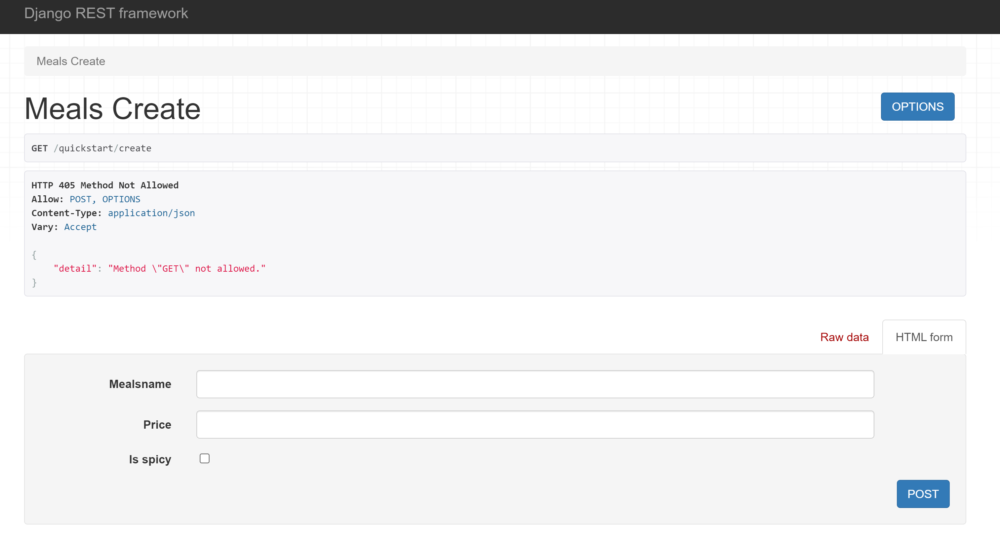 Django REST framework
Meals Create
Meals Create
OPTIONS
GET /quickstart/create
HTTP 405 Method Not Allowed
Allow: POST, OPTIONS
Content-Type: application/json
Vary: Accept
{
    "detail": "Method \"GET\" not allowed."
}
Raw data
HTML form
Mealsname
Price
Is spicy
POST